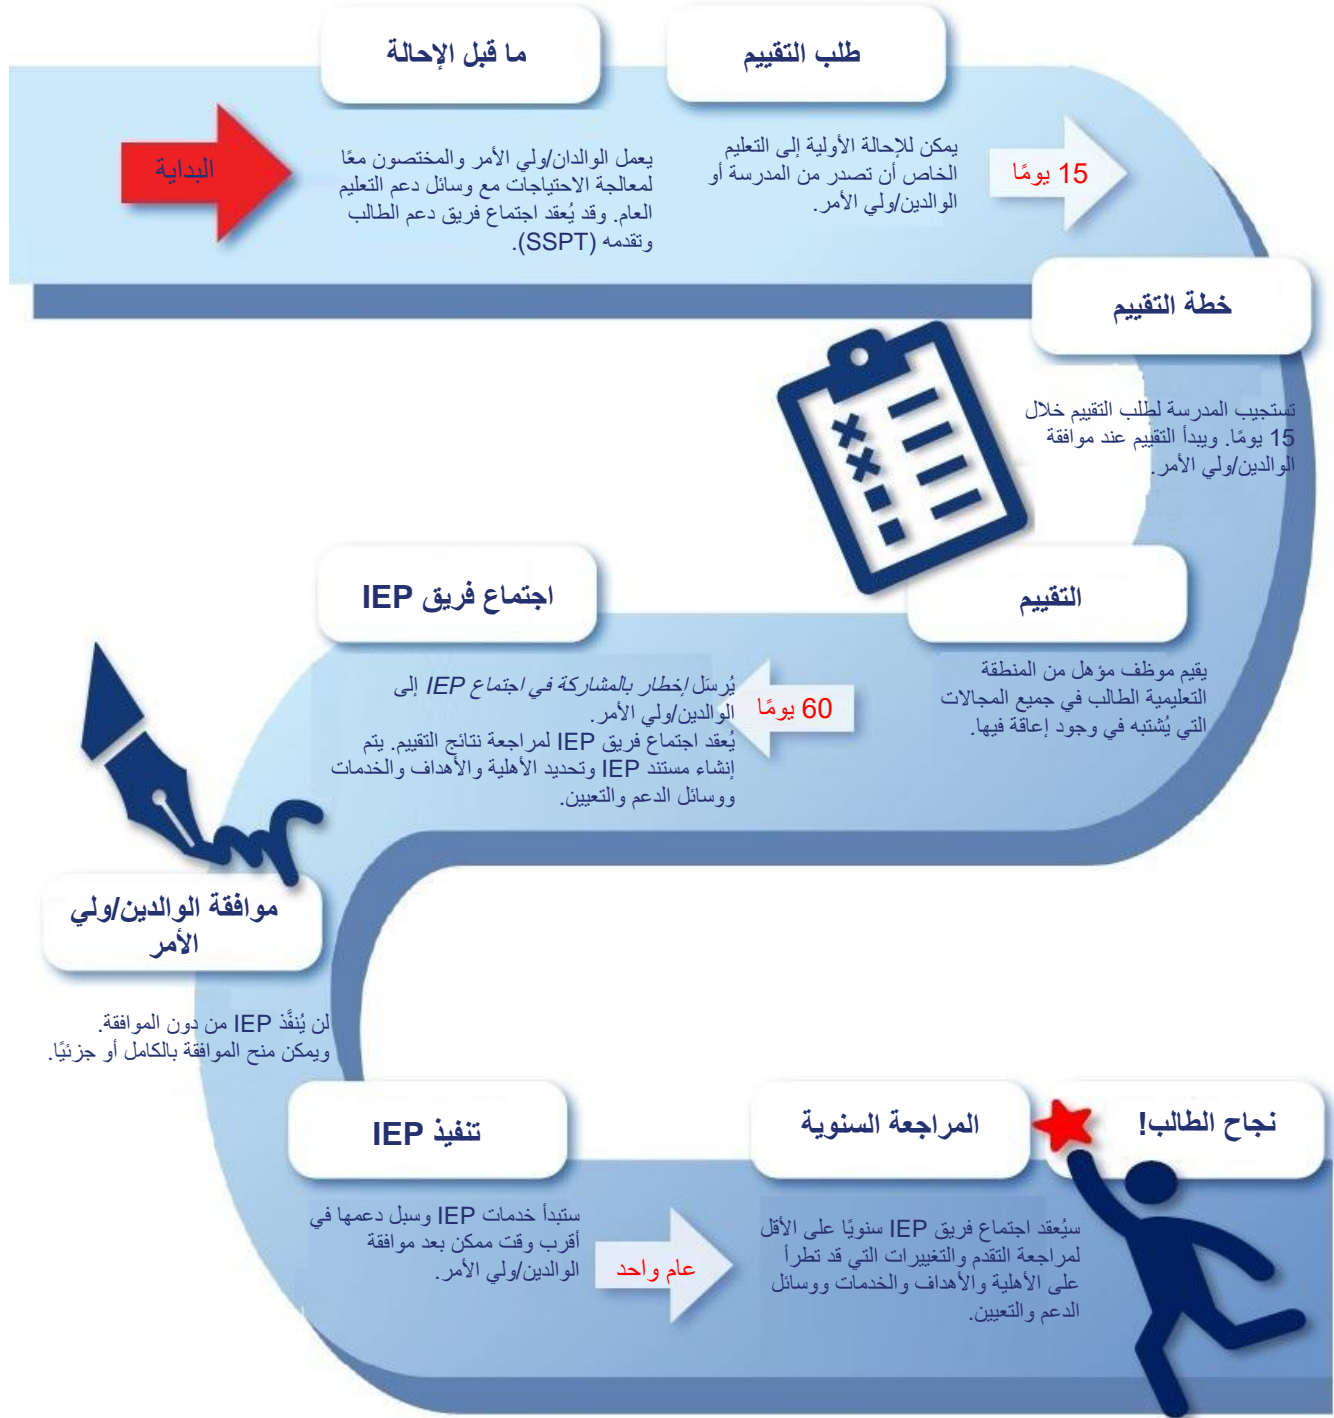 البداية
ما قبل الإحالة
يعمل الوالدان/ولي الأمر والمختصون معًا
لمعالجة الاحتياجات مع وسائل دعم التعليم
العام. وقد يُعقد اجتماع فريق دعم الطالب
وتقدمه (SSPT).
طلب التقييم
يمكن للإحالة الأولية إلى التعليم
الخاص أن تصدر من المدرسة أو
الوالدين/ولي الأمر.
15 يومًا
خطة التقييم
تستجيب المدرسة لطلب التقييم خلال
15 يومًا. ويبدأ التقييم عند موافقة
الوالدين/ولي الأمر.
التقييم
يقيم موظف مؤهل من المنطقة
التعليمية الطالب في جميع المجالات
التي يُشتبه في وجود إعاقة فيها.
60 يومًا
اجتماع فريق IEP
يُرسَل إخطار بالمشاركة في اجتماع IEP إلى
الوالدين/ولي الأمر.
يُعقد اجتماع فريق IEP لمراجعة نتائج التقييم. يتم
إنشاء مستند IEP وتحديد الأهلية والأهداف والخدمات
ووسائل الدعم والتعيين.
موافقة الوالدين/ولي
الأمر
لن يُنفَّذ IEP من دون الموافقة.
ويمكن منح الموافقة بالكامل أو جزئيًا.
تنفيذ IEP
ستبدأ خدمات IEP وسبل دعمها في
أقرب وقت ممكن بعد موافقة
الوالدين/ولي الأمر.
عام واحد
المراجعة السنوية
سيُعقد اجتماع فريق IEP سنويًا على الأقل
لمراجعة التقدم والتغييرات التي قد تطرأ
على الأهلية والأهداف والخدمات ووسائل
الدعم والتعيين.
نجاح الطالب!